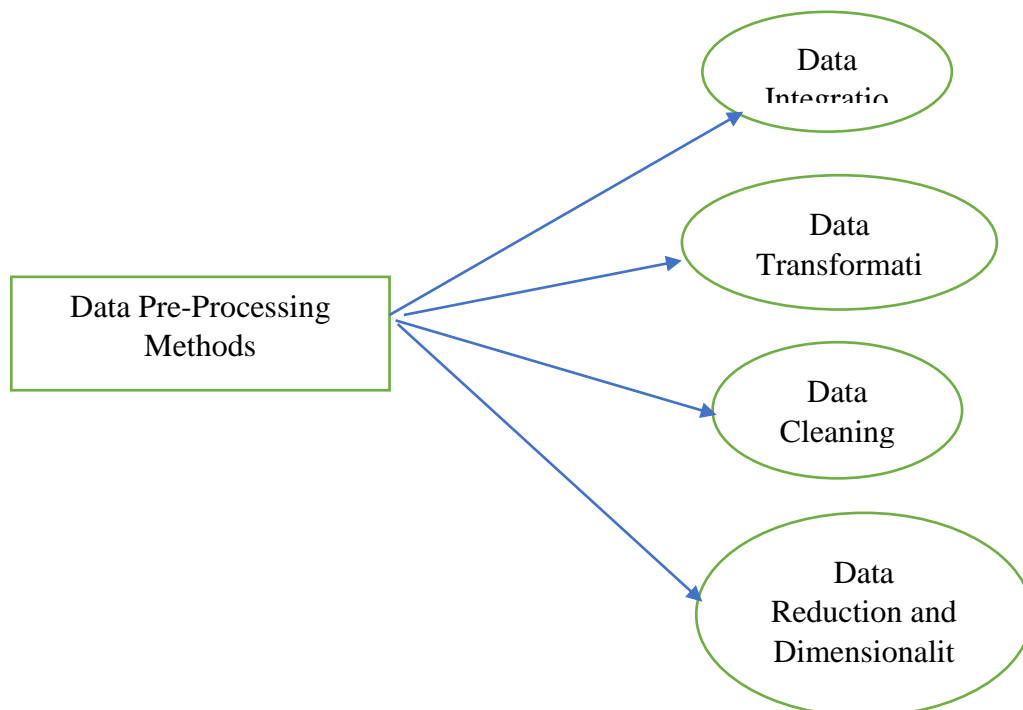 Data
Integratio
Data
Transformati
Data Pre-Processing
Methods
Data
Cleaning
Data
Reduction and
Dimensionalit